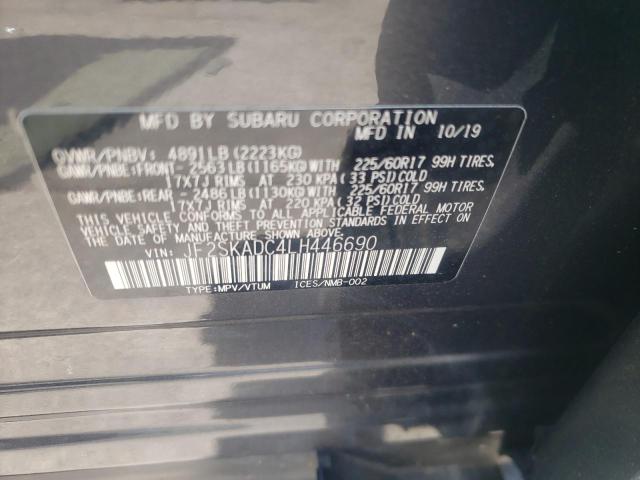 MFD BY SUBARU CORPORATION
MFD IN 10/19
GVWR/PNBV: 4891LB(2223KG)
GAWR/PNBE:FRONT- 2563LB(1165KG)WITH 225/60R17 99H TIRES,
17X7J RIMS AT 230 KPA(33 PSI)COLD
GAWR/PNBE:REAR -2486LB(1130KG)WITH 225/60R17 99H TIRES,
17X7J RIMS AT 220 KPA(32 PSI)COLD
THIS VEHICLE CONFORMS TO ALL APPLICABLE FEDERAL MOTOR
VEHICLE SAFETY AND THEFT PREVENTION STANDARDS IN EFFECT ON
THE DATE OF MANUFACTURE SHOWN ABOVE.
VIN: JF2SKADC4LH446690
TYPE:MPV/VTUM ICES/NMB-002